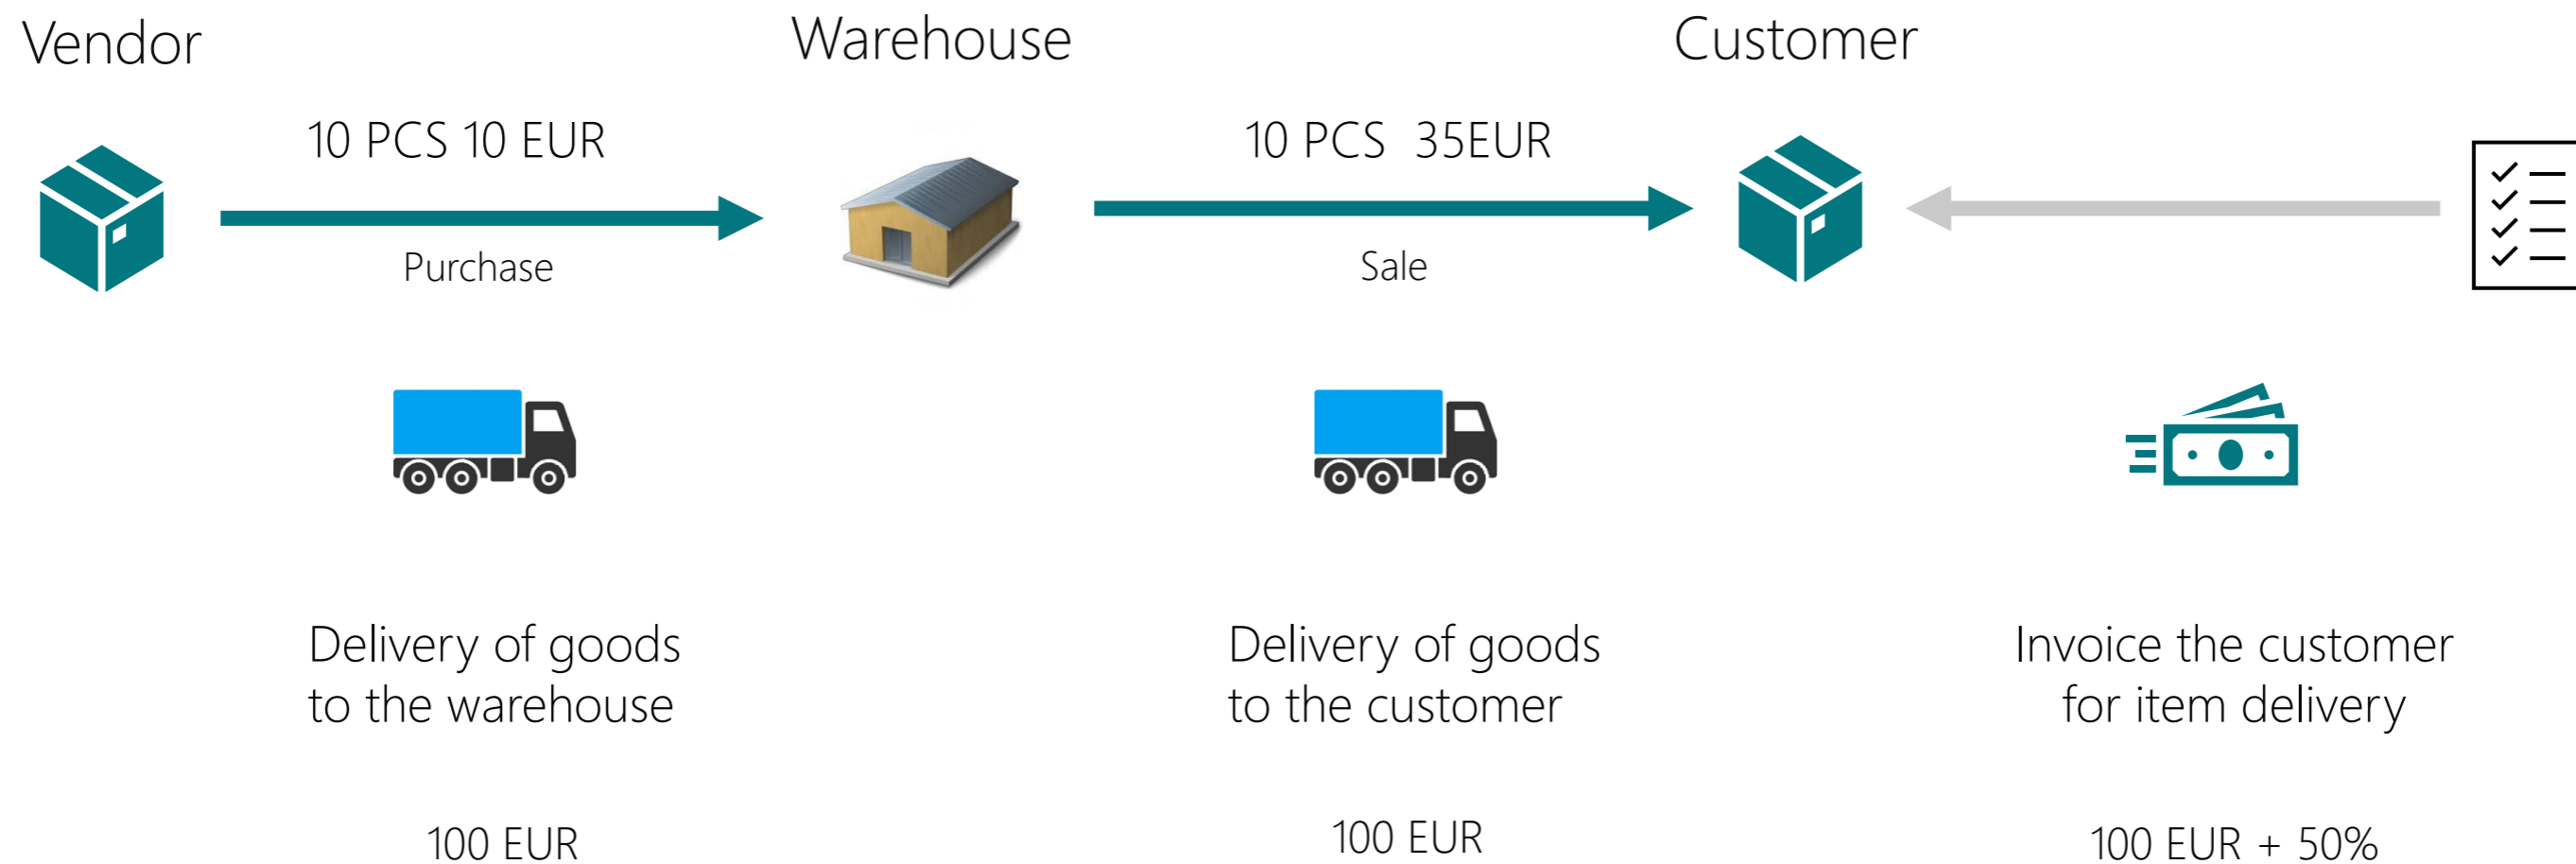 Vendor
Warehouse
Customer
10 PCS 10 EUR
10 PCS  35EUR
Purchase
Sale
Delivery of goods
to the warehouse
Delivery of goods
to the customer
Invoice the customer
for item delivery
100 EUR
100 EUR
100 EUR + 50%